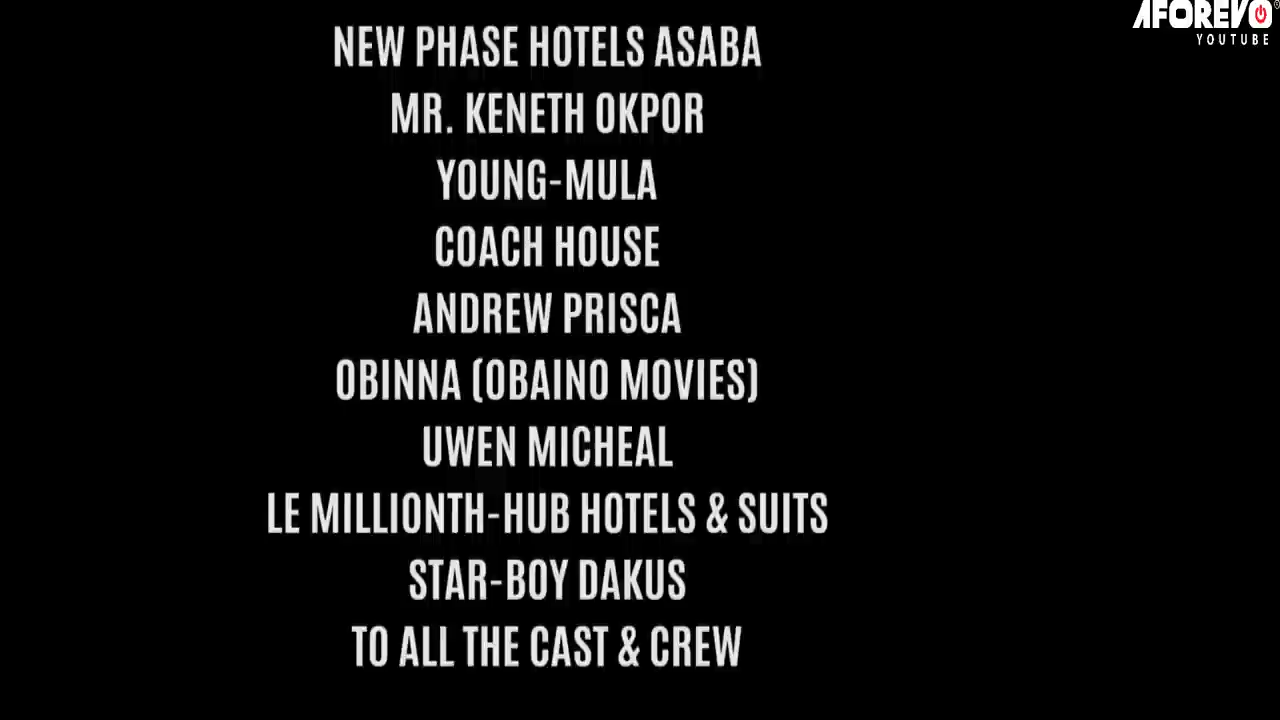 AFOREVO
YOUTUBE
NEW PHASE HOTELS ASABA
MR. KENETH OKPOR
YOUNG-MULA
COACH HOUSE
ANDREW PRISCA
OBINNA (OBAINO MOVIES)
UWEN MICHEAL
LE MILLIONTH-HUB HOTELS & SUITS
STAR-BOY DAKUS
TO ALL THE CAST & CREW